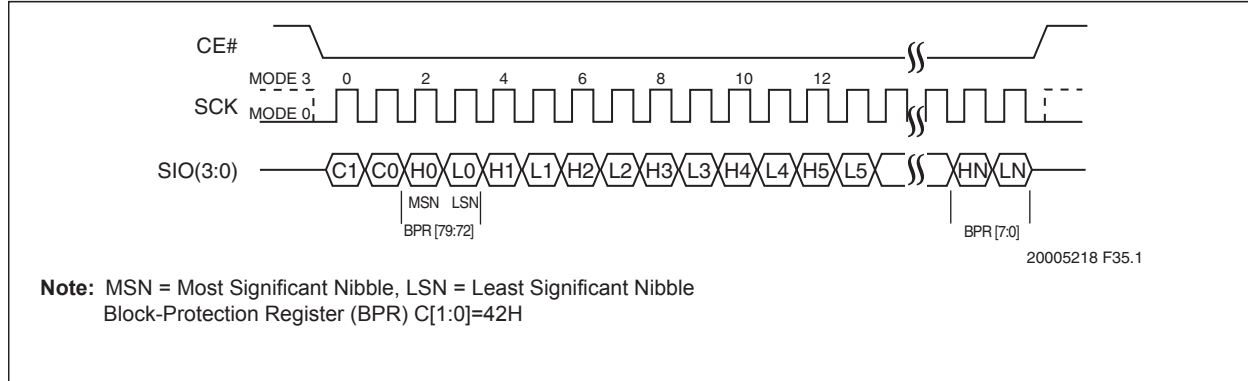 CE#
MODE 3 0 2 4 6 8 10 12
SCK MODE 0
SIO(3:0) C1 C0 H0 L0 H1 L1 H2 L2 H3 L3 H4 L4 H5 L5 HN LN
MSN LSN
BPR [79:72] BPR [7:0]
20005218 F35.1
Note: MSN = Most Significant Nibble, LSN = Least Significant Nibble
Block-Protection Register (BPR) C[1:0]=42H